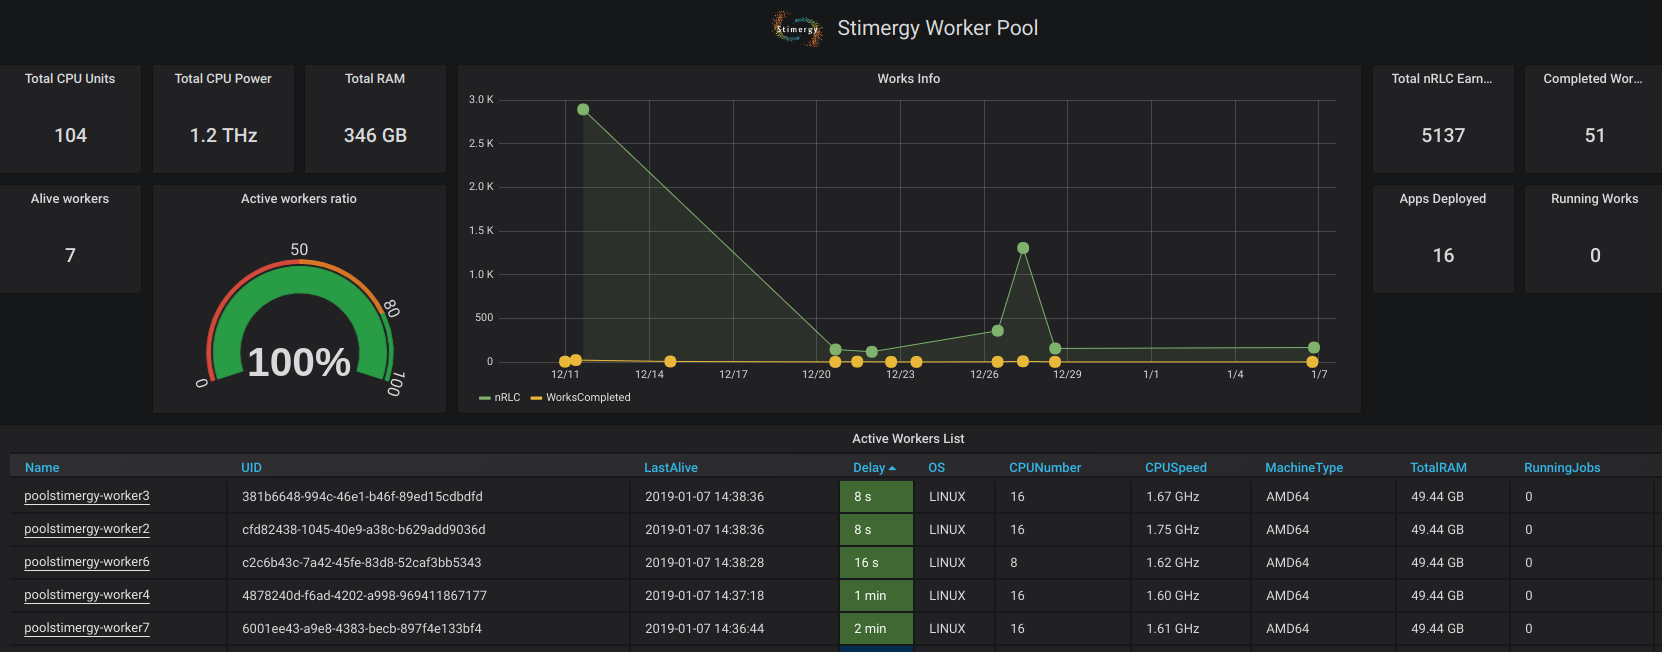 Stimergy
Stimergy Worker Pool
Total CPU Units
104
Total CPU Power
1.2 THz
Total RAM
346 GB
Works Info
3.0 K
2.5 K
2.0 K
1.5 K
1.0 K
500
0
12/11
12/14
12/17
12/20
12/23
12/26
12/29
1/1
1/4
1/7
nRLC
WorksCompleted
Total nRLC Earn...
5137
Completed Wor...
51
Alive workers
7
Active workers ratio
0
50
80
100
100%
Apps Deployed
16
Running Works
0
Active Workers List
Name UID LastAlive Delay OS CPUNumber CPUSpeed MachineType TotalRAM RunningJobs
poolstimergy-worker3 381b6648-994c-46e1-b46f-89ed15cdbdfd 2019-01-07 14:38:36 8 s LINUX 16 1.67 GHz AMD64 49.44 GB 0
poolstimergy-worker2 cfd82438-1045-40e9-a38c-b629add9036d 2019-01-07 14:38:36 8 s LINUX 16 1.75 GHz AMD64 49.44 GB 0
poolstimergy-worker6 c2c6b43c-7a42-45fe-83d8-52caf3bb5343 2019-01-07 14:38:28 16 s LINUX 8 1.62 GHz AMD64 49.44 GB 0
poolstimergy-worker4 4878240d-f6ad-4202-a998-969411867177 2019-01-07 14:37:18 1 min LINUX 16 1.60 GHz AMD64 49.44 GB 0
poolstimergy-worker7 6001ee43-a9e8-4383-becb-897f4e133bf4 2019-01-07 14:36:44 2 min LINUX 16 1.61 GHz AMD64 49.44 GB 0